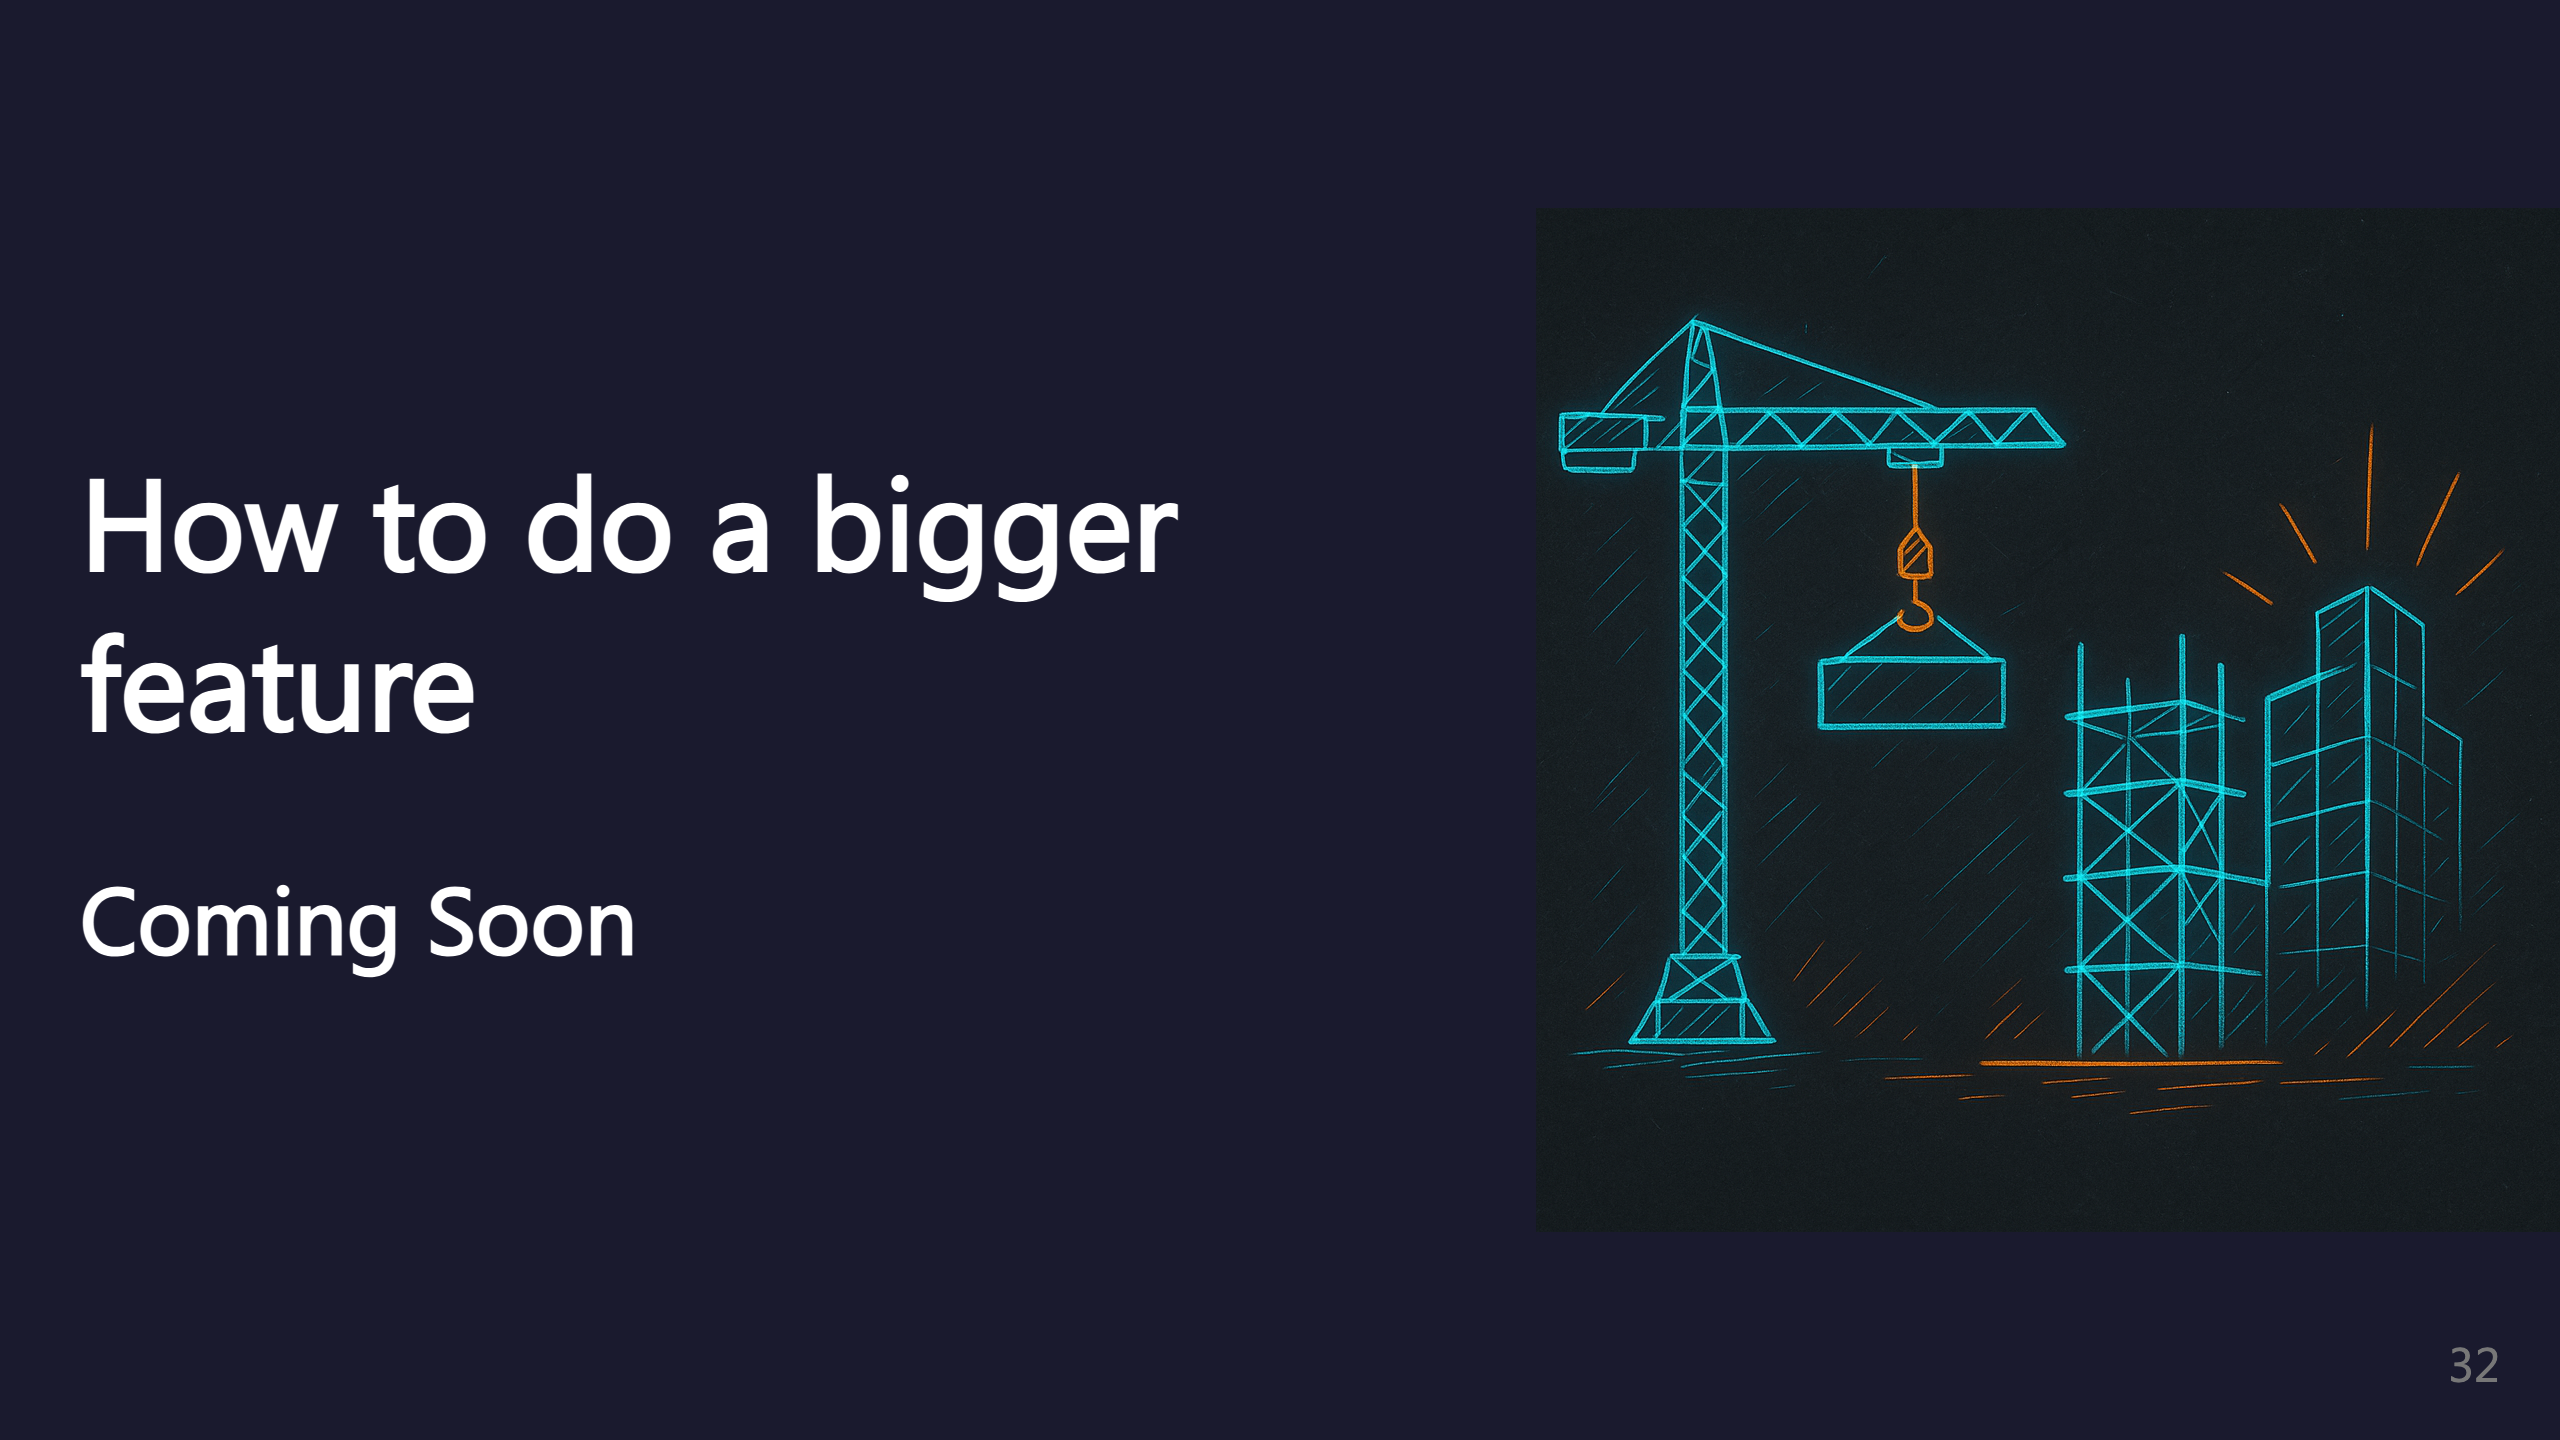 How to do a bigger
feature
Coming Soon
32